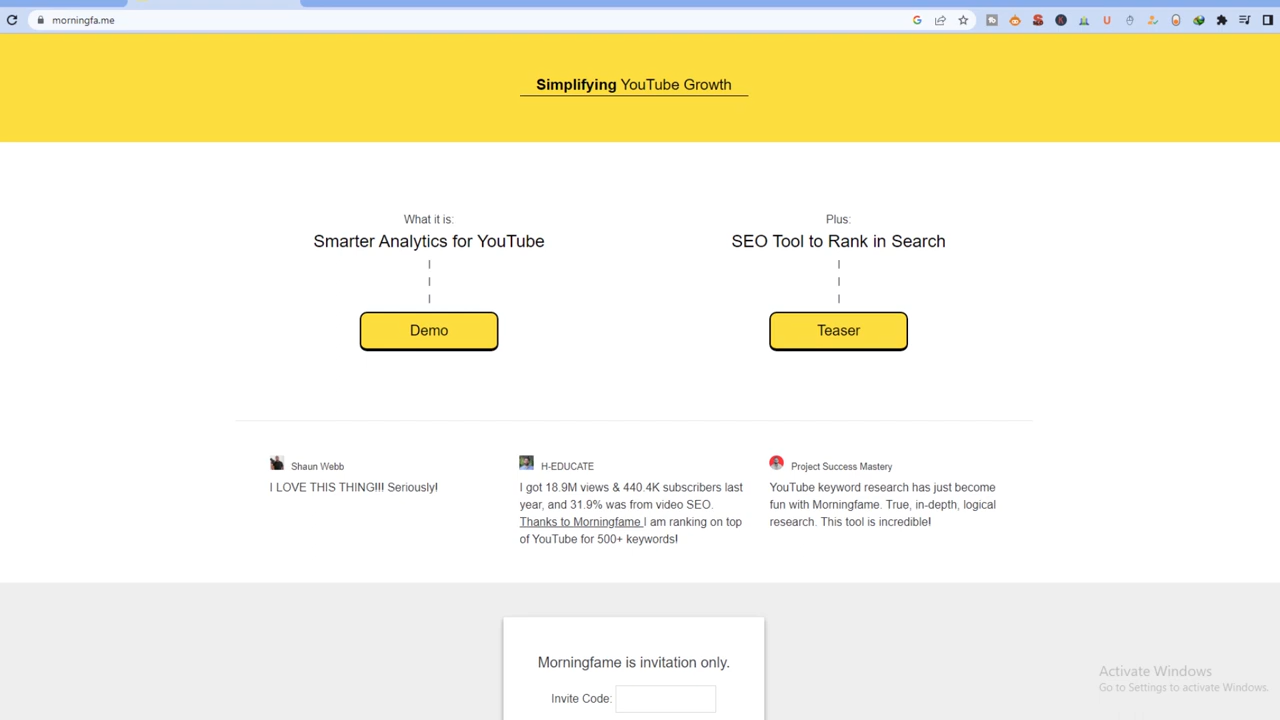 morningfa.me
Simplifying YouTube Growth
What it is:
Smarter Analytics for YouTube
Demo
Plus:
SEO Tool to Rank in Search
Teaser
Shaun Webb
I LOVE THIS THING!!! Seriously!
H-EDUCATE
I got 18.9M views & 440.4K subscribers last
year, and 31.9% was from video SEO.
Thanks to Morningfame I am ranking on top
of YouTube for 500+ keywords!
Project Success Mastery
YouTube keyword research has just become
fun with Morningfame. True, in-depth, logical
research. This tool is incredible!
Morningfame is invitation only.
Invite Code:
Activate Windows
Go to Settings to activate Windows.